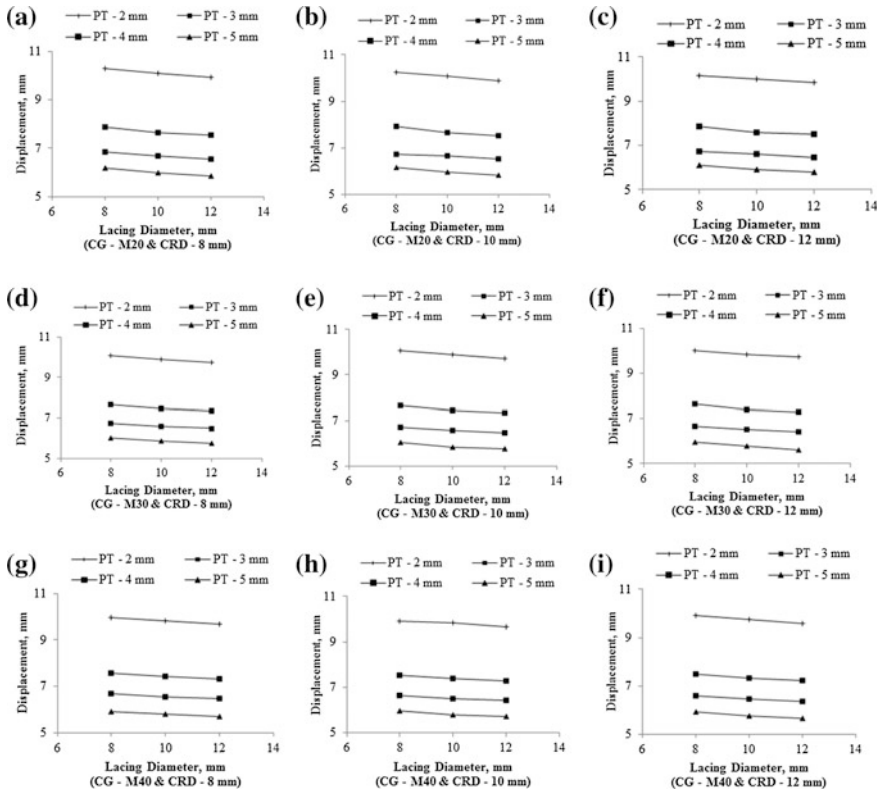 (a)
PT - 2 mm
PT - 3 mm
PT - 4 mm
PT - 5 mm
11
9
7
5
Displacement, mm
6 8 10 12 14
Lacing Diameter, mm
(CG - M20 & CRD - 8 mm)
(b)
PT - 2 mm
PT - 3 mm
PT - 4 mm
PT - 5 mm
11
9
7
5
Displacement, mm
6 8 10 12 14
Lacing Diameter, mm
(CG - M20 & CRD - 10 mm)
(c)
PT - 2 mm
PT - 3 mm
PT - 4 mm
PT - 5 mm
11
9
7
5
Displacement, mm
6 8 10 12 14
Lacing Diameter, mm
(CG - M20 & CRD - 12 mm)
(d)
PT - 2 mm
PT - 3 mm
PT - 4 mm
PT - 5 mm
11
9
7
5
Displacement, mm
6 8 10 12 14
Lacing Diameter, mm
(CG - M30 & CRD - 8 mm)
(e)
PT - 2 mm
PT - 3 mm
PT - 4 mm
PT - 5 mm
11
9
7
5
Displacement, mm
6 8 10 12 14
Lacing Diameter, mm
(CG - M30 & CRD - 10 mm)
(f)
PT - 2 mm
PT - 3 mm
PT - 4 mm
PT - 5 mm
11
9
7
5
Displacement, mm
6 8 10 12 14
Lacing Diameter, mm
(CG - M30 & CRD - 12 mm)
(g)
PT - 2 mm
PT - 3 mm
PT - 4 mm
PT - 5 mm
11
9
7
5
Displacement, mm
6 8 10 12 14
Lacing Diameter, mm
(CG - M40 & CRD - 8 mm)
(h)
PT - 2 mm
PT - 3 mm
PT - 4 mm
PT - 5 mm
11
9
7
5
Displacement, mm
6 8 10 12 14
Lacing Diameter, mm
(CG - M40 & CRD - 10 mm)
(i)
PT - 2 mm
PT - 3 mm
PT - 4 mm
PT - 5 mm
11
9
7
5
Displacement, mm
6 8 10 12 14
Lacing Diameter, mm
(CG - M40 & CRD - 12 mm)